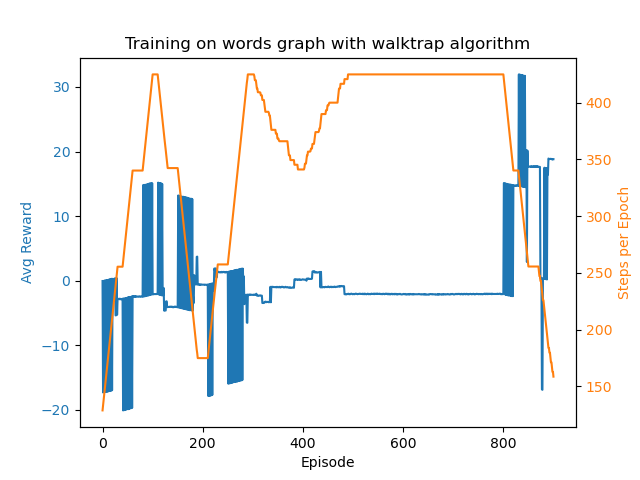 Training on words graph with walktrap algorithm
30
20
10
0
−10
−20
Avg Reward
400
350
300
250
200
150
Steps per Epoch
0 200 400 600 800
Episode